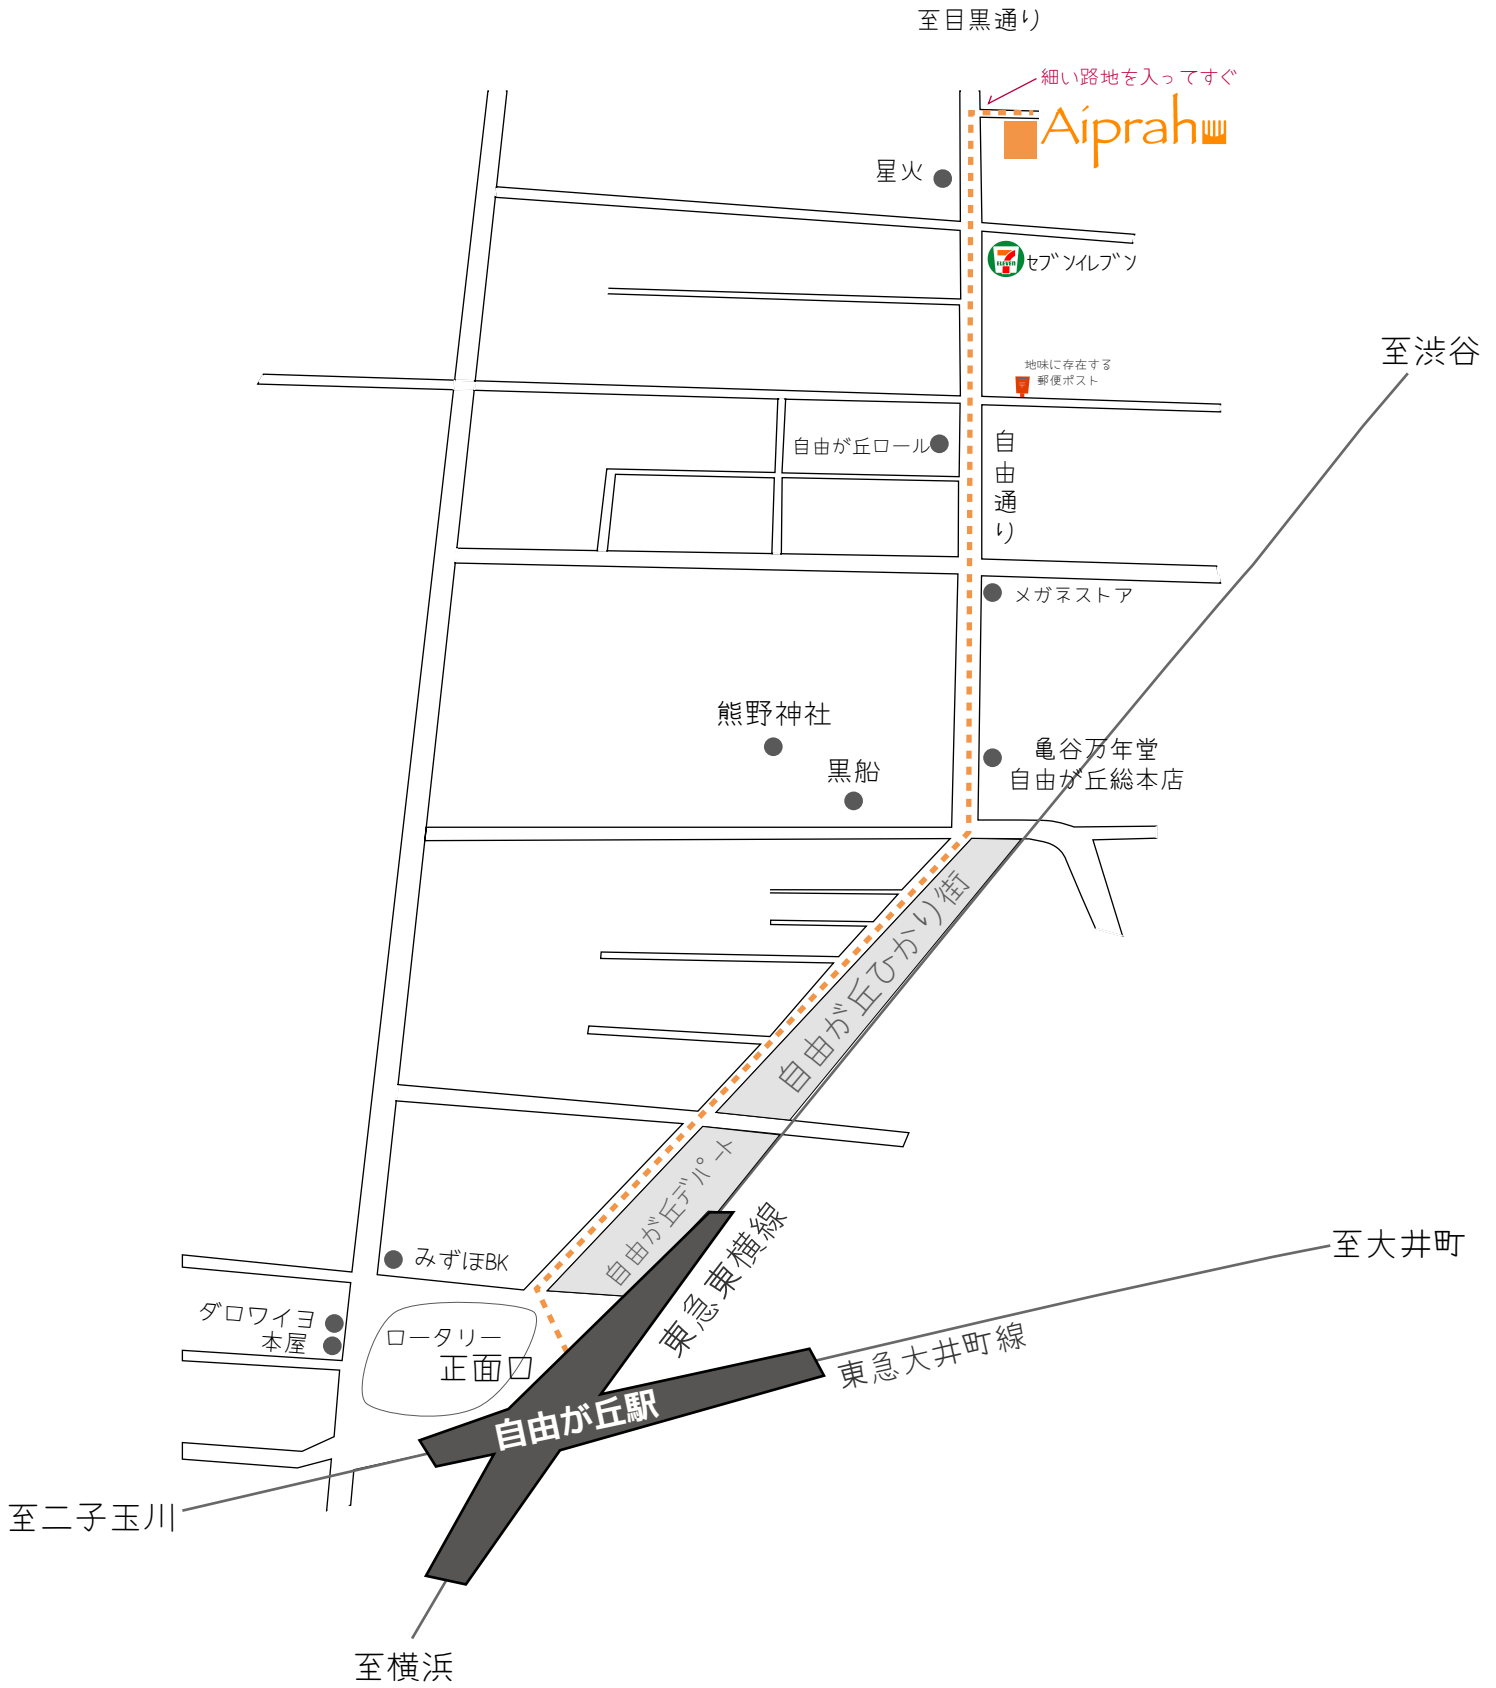 至目黒通り
細い路地を入ってすぐ
Aiprah
星火
7
ELEVEN
セブンイレブン
至渋谷
地味に存在する
郵便ポスト
自由が丘ロール
自由通り
メガネストア
熊野神社
黒船
亀谷万年堂
自由が丘総本店
自由が丘ひかり街
自由が丘デパート
みずほBK
東急東横線
至大井町
ダロワイヨ
本屋
ロータリー
正面口
東急大井町線
自由が丘駅
至二子玉川
至横浜